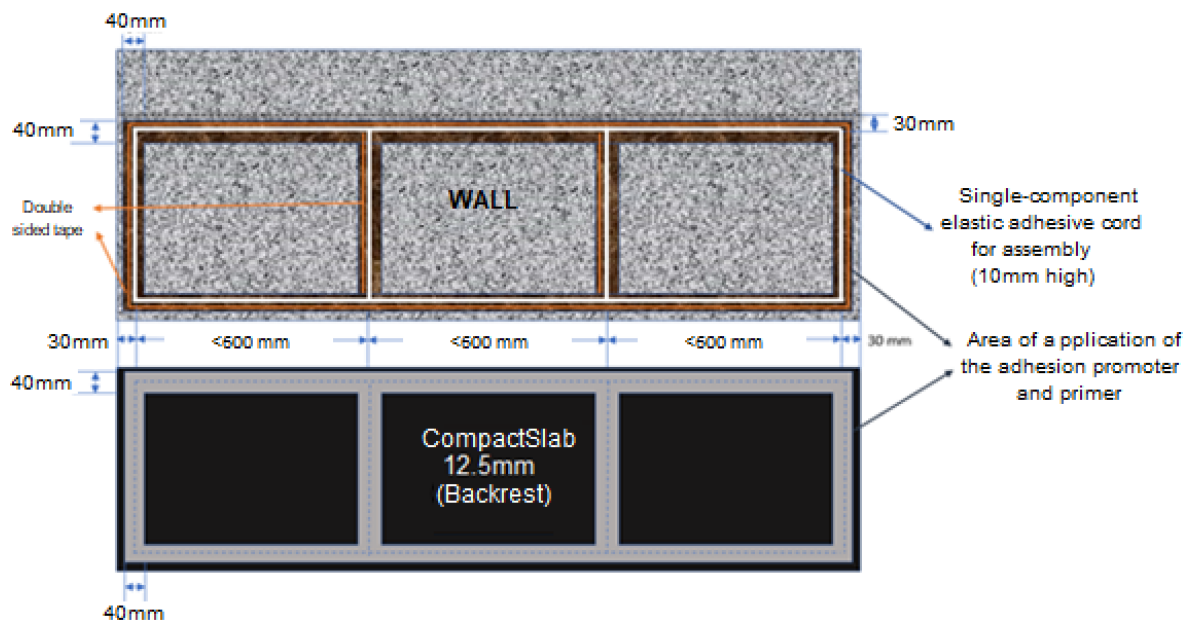 40mm
40mm
30mm
WALL
Double
sided tape
Single-component
elastic adhesive cord
for assembly
(10mm high)
30mm
<600 mm
<600 mm
<600 mm
30 mm
Area of a plication of
the adhesion promoter
and primer
40mm
CompactSlab
12.5mm
(Backrest)
40mm